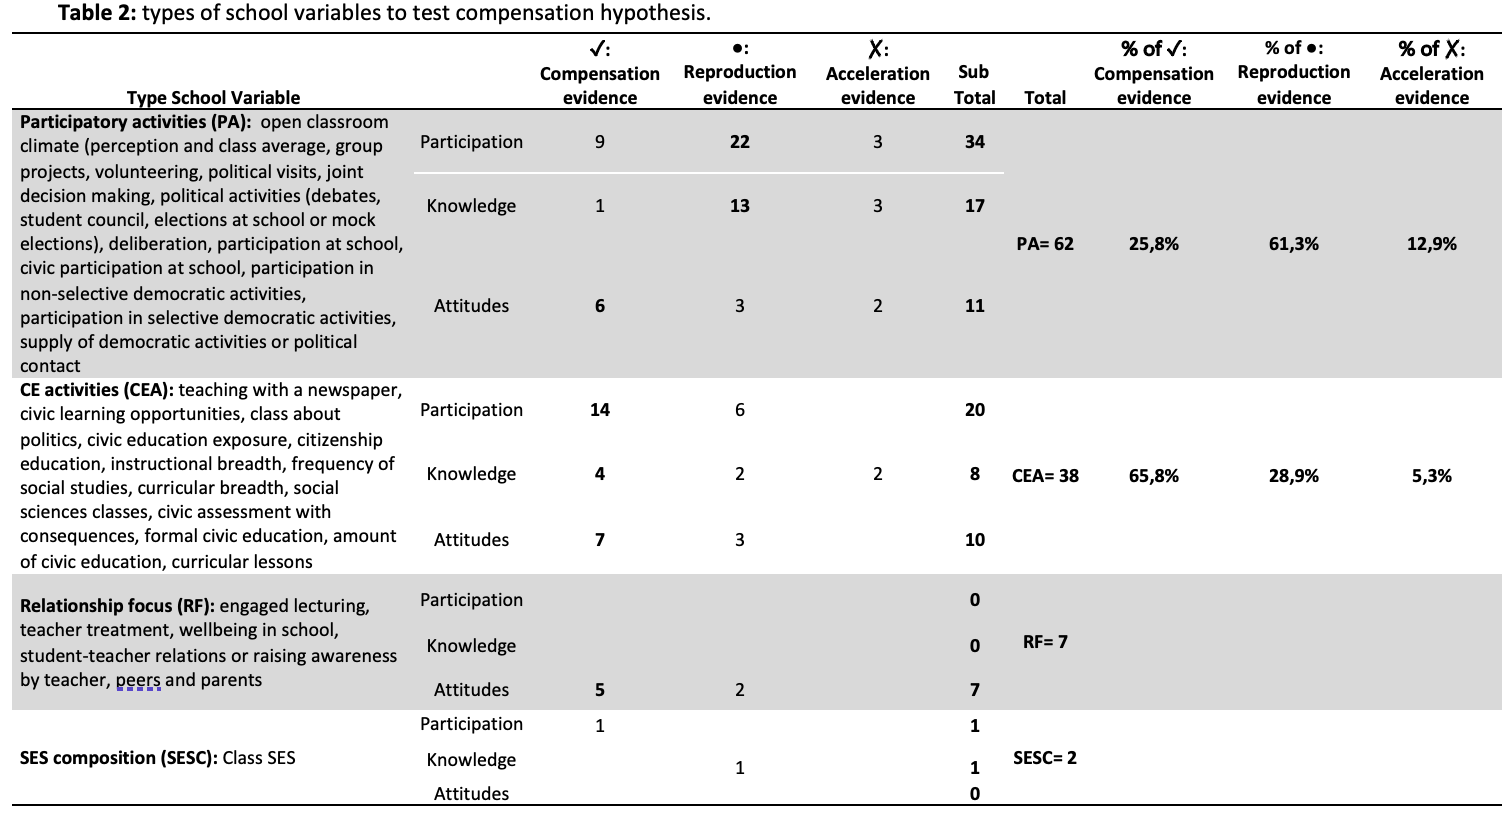 Table 2: types of school variables to test compensation hypothesis.
Type School Variable ✓: Compensation evidence ●: Reproduction evidence ✗: Acceleration evidence Sub Total Total % of ✓: Compensation evidence % of ●: Reproduction evidence % of ✗: Acceleration evidence
Participatory activities (PA): open classroom
climate (perception and class average, group
projects, volunteering, political visits, joint
decision making, political activities (debates,
student council, elections at school or mock
elections), deliberation, participation at school,
civic participation at school, participation in
non-selective democratic activities,
participation in selective democratic activities,
supply of democratic activities or political
contact
Participation 9 22 3 34
Knowledge 1 13 3 17
Attitudes 6 3 2 11
PA= 62 25,8% 61,3% 12,9%
CE activities (CEA): teaching with a newspaper,
civic learning opportunities, class about
politics, civic education exposure, citizenship
education, instructional breadth, frequency of
social studies, curricular breadth, social
sciences classes, civic assessment with
consequences, formal civic education, amount
of civic education, curricular lessons
Participation 14 6 20
Knowledge 4 2 2 8
Attitudes 7 3 10
CEA= 38 65,8% 28,9% 5,3%
Relationship focus (RF): engaged lecturing,
teacher treatment, wellbeing in school,
student-teacher relations or raising awareness
by teacher, peers and parents
Participation 0
Knowledge 0
Attitudes 5 2 7
RF= 7
SES composition (SESC): Class SES
Participation 1 1
Knowledge 1 1
Attitudes 0
SESC= 2